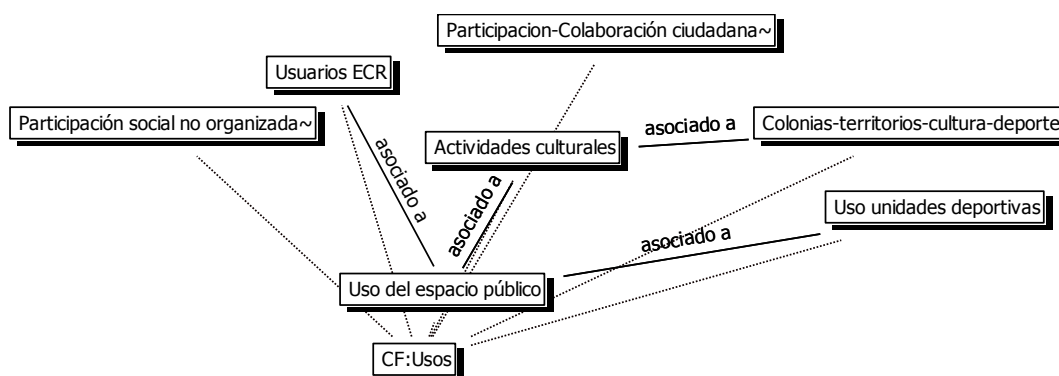 Participacion-Colaboración ciudadana~
Usuarios ECR
Participación social no organizada~
asociado a
Colonias-territorios-cultura-deporte
Actividades culturales
asociado a
asociado a
Uso unidades deportivas
asociado a
Uso del espacio público
CF:Usos